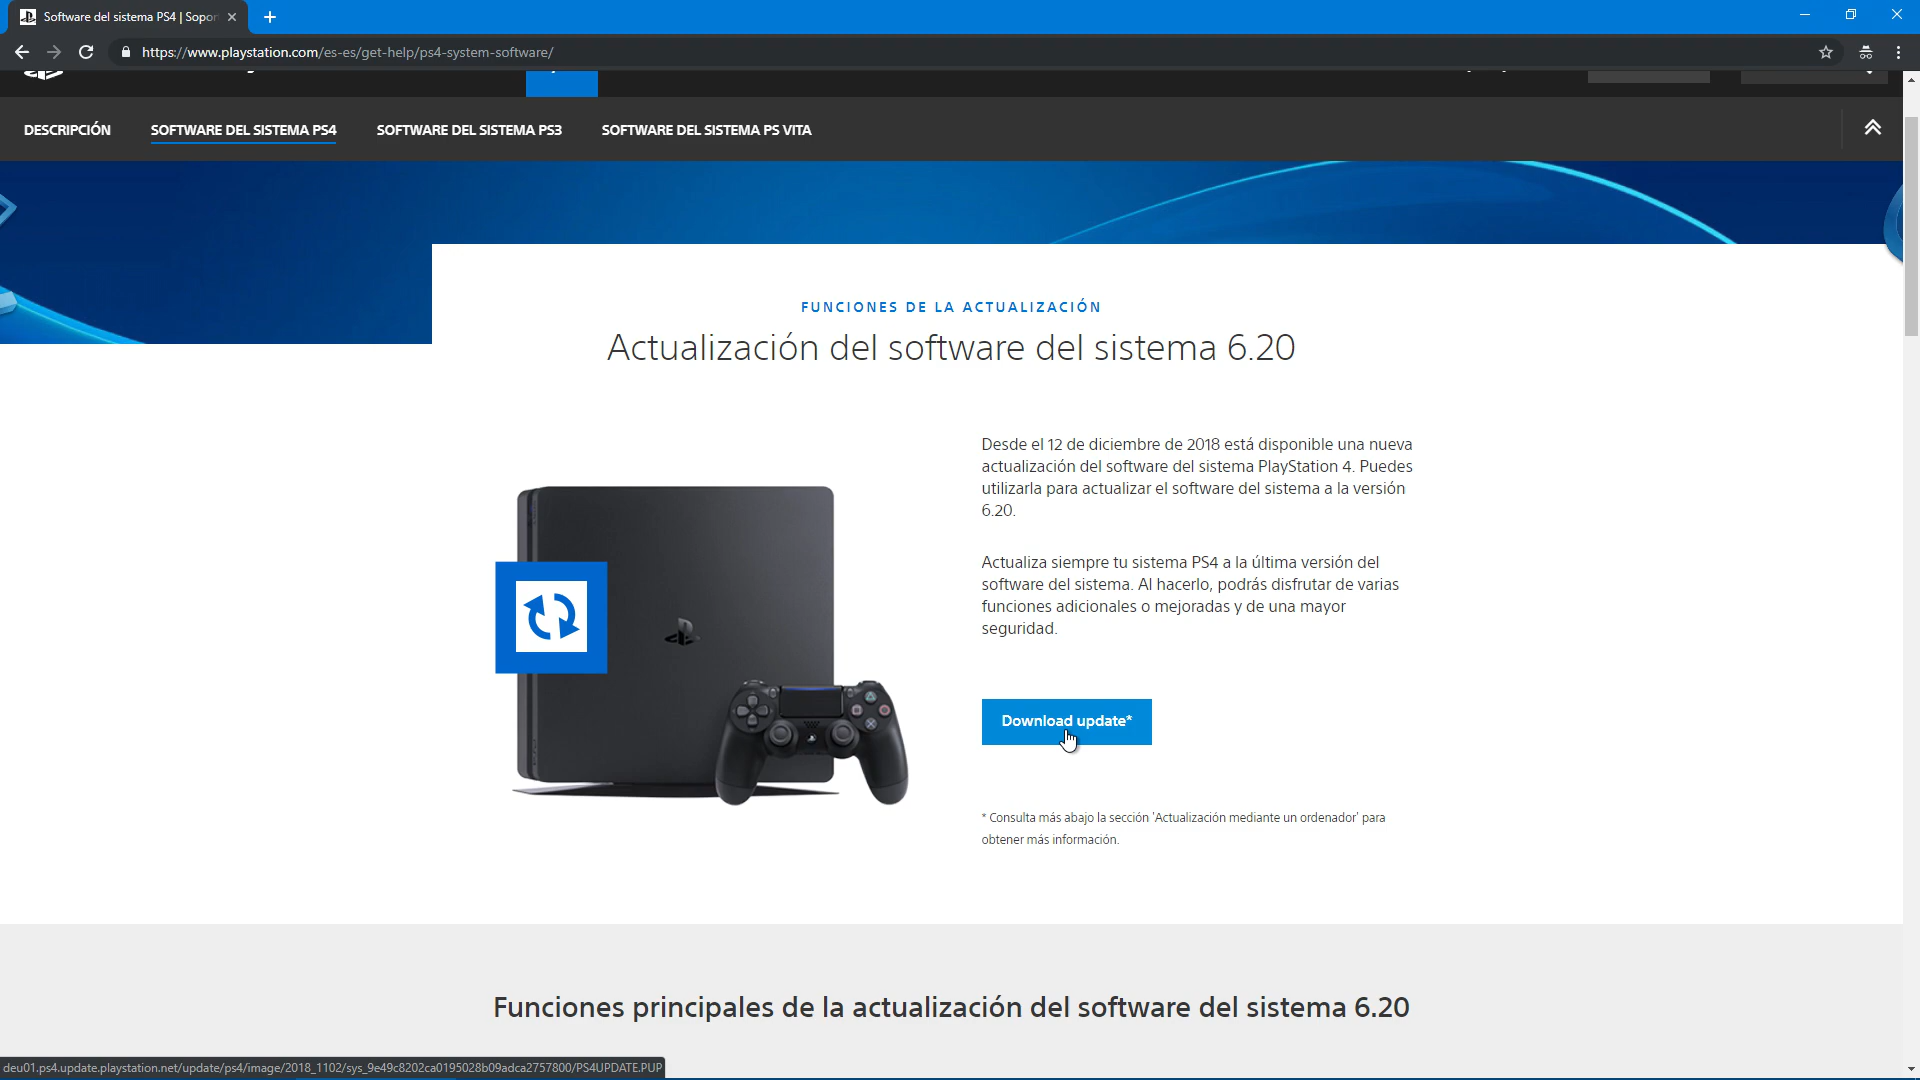 Software del sistema PS4 | Sopor
https://www.playstation.com/es-es/get-help/ps4-system-software/
DESCRIPCIÓN SOFTWARE DEL SISTEMA PS4 SOFTWARE DEL SISTEMA PS3 SOFTWARE DEL SISTEMA PS VITA
FUNCIONES DE LA ACTUALIZACIÓN
Actualización del software del sistema 6.20
Desde el 12 de diciembre de 2018 está disponible una nueva
actualización del software del sistema PlayStation 4. Puedes
utilizarla para actualizar el software del sistema a la versión
6.20.
Actualiza siempre tu sistema PS4 a la última versión del
software del sistema. Al hacerlo, podrás disfrutar de varias
funciones adicionales o mejoradas y de una mayor
seguridad.
Download update*
* Consulta más abajo la sección 'Actualización mediante un ordenador' para
obtener más información.
Funciones principales de la actualización del software del sistema 6.20
deu01.ps4.update.playstation.net/update/ps4/image/2018_1102/sys_9e49c8202ca0195028b09adca2757800/PS4UPDATE.PUP